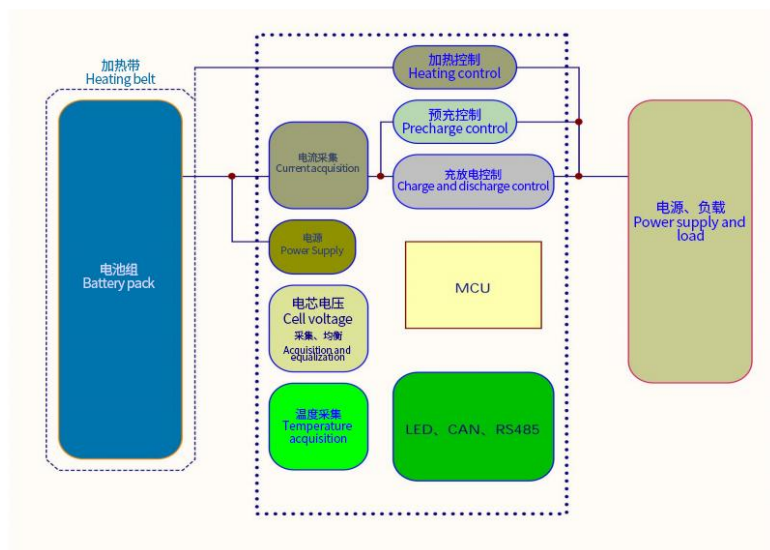 加热带
Heating belt
电池组
Battery pack
加热控制
Heating control
预充控制
Precharge control
电流采集
Current acquisition
充放电控制
Charge and discharge control
电源
Power Supply
电芯电压
Cell voltage
采集、均衡
Acquisition and
equalization
温度采集
Temperature
acquisition
MCU
LED、CAN、RS485
电源、负载
Power supply and
load